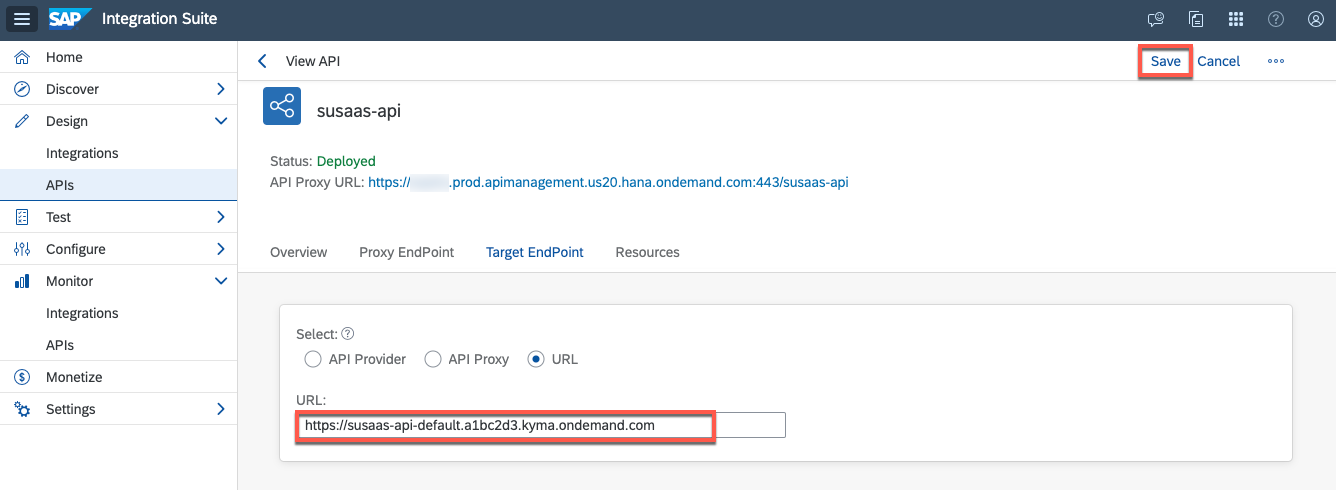 SAP Integration Suite
Home
Discover
Design
Integrations
APIs
Test
Configure
Monitor
Integrations
APIs
Monetize
Settings
View API
Save Cancel
susaas-api
Status: Deployed
API Proxy URL: https:// .prod.apimanagement.us20.hana.ondemand.com:443/susaas-api
Overview Proxy EndPoint Target EndPoint Resources
Select:
API Provider API Proxy URL
URL:
https://susaas-api-default.a1bc2d3.kyma.ondemand.com